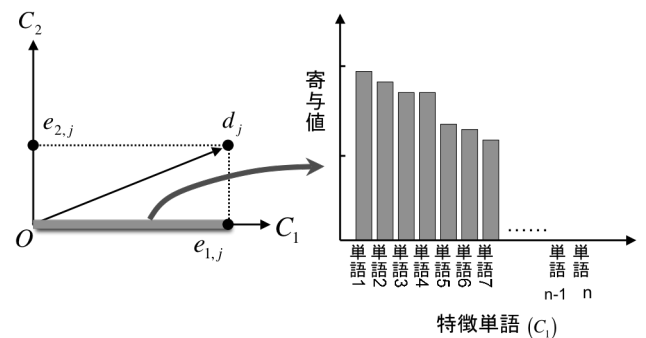 C2
e2,j
dj
O
e1,j
C1
寄与値
単語1
単語2
単語3
単語4
単語5
単語6
単語7
......
単語n-1
単語n
特徴単語 (C1)